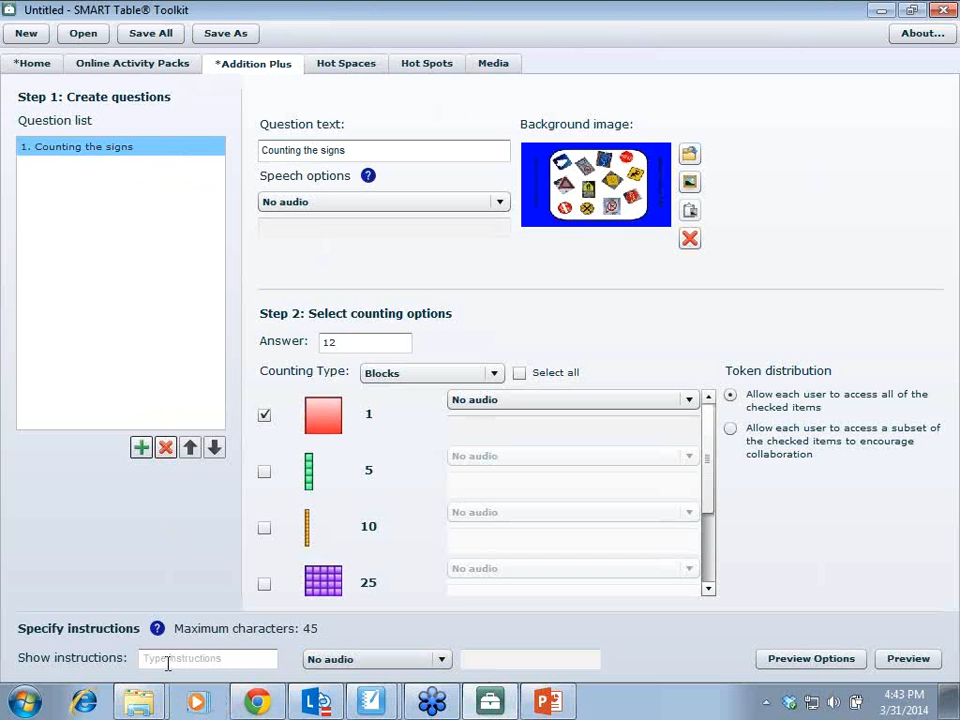 Untitled - SMART Table® Toolkit
New Open Save All Save As About...
*Home Online Activity Packs *Addition Plus Hot Spaces Hot Spots Media
Step 1: Create questions
Question list
1. Counting the signs
Question text:
Counting the signs
Speech options ?
No audio
Background image:
Step 2: Select counting options
Answer: 12
Counting Type: Blocks Select all
1 No audio
5 No audio
10 No audio
25 No audio
Token distribution
Allow each user to access all of the
checked items
Allow each user to access a subset of
the checked items to encourage
collaboration
Specify instructions ? Maximum characters: 45
Show instructions: Type instructions No audio Preview Options Preview
4:43 PM
3/31/2014